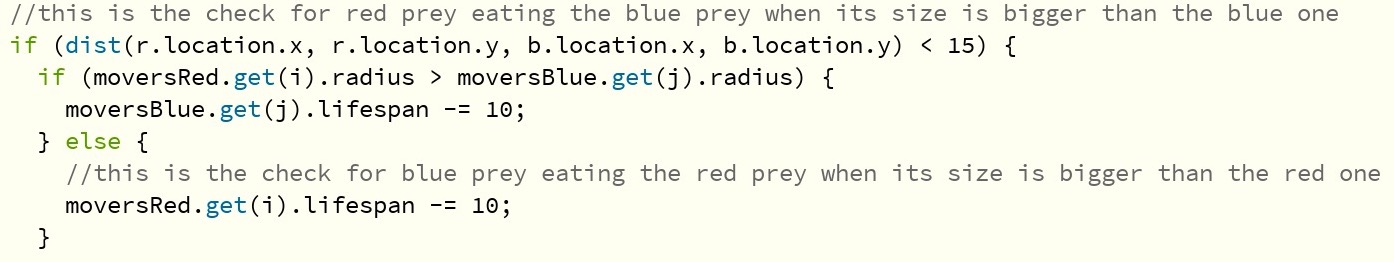 //this is the check for red prey eating the blue prey when its size is bigger than the blue one
if (dist(r.location.x, r.location.y, b.location.x, b.location.y) < 15) {
  if (moversRed.get(i).radius > moversBlue.get(j).radius) {
    moversBlue.get(j).lifespan -= 10;
  } else {
    //this is the check for blue prey eating the red prey when its size is bigger than the red one
    moversRed.get(i).lifespan -= 10;
  }